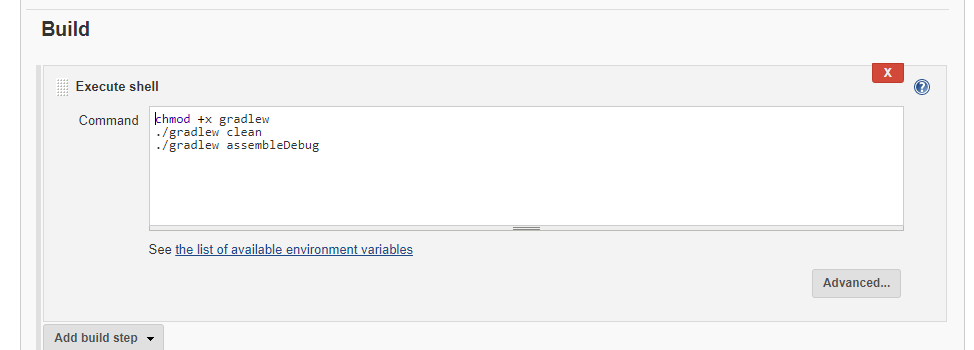 Build
X
Execute shell
?
Command
chmod +x gradlew
./gradlew clean
./gradlew assembleDebug
See the list of available environment variables
Advanced...
Add build step